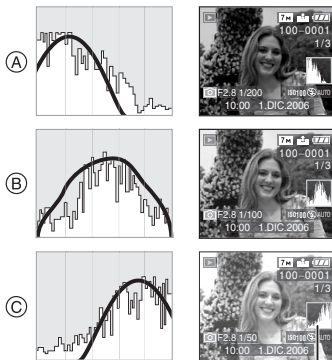 A
7M
100-0001
1/3
F2.8 1/200
ISO100 AUTO
10:00 1.DIC.2006
B
7M
100-0001
1/3
F2.8 1/100
ISO100 AUTO
10:00 1.DIC.2006
C
7M
100-0001
1/3
F2.8 1/50
ISO100 AUTO
10:00 1.DIC.2006